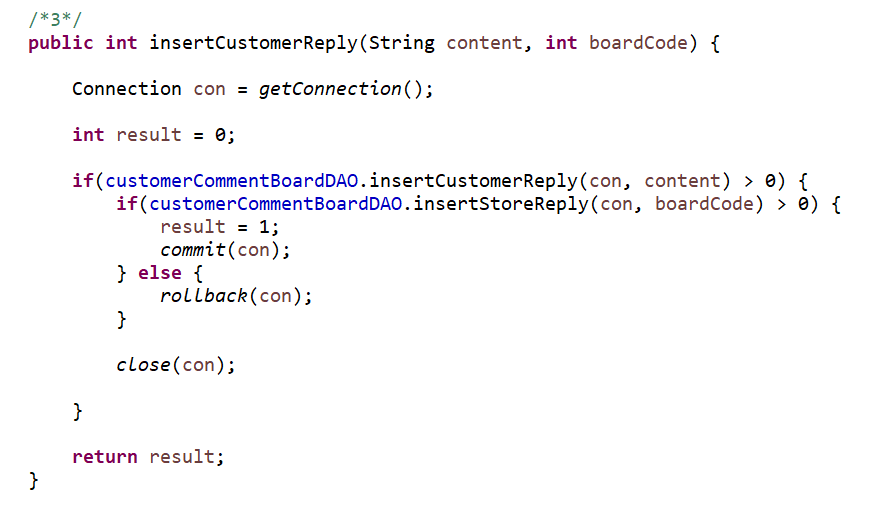 /*3*/
public int insertCustomerReply(String content, int boardCode) {
Connection con = getConnection();
int result = 0;
if(customerCommentBoardDAO.insertCustomerReply(con, content) > 0) {
if(customerCommentBoardDAO.insertStoreReply(con, boardCode) > 0) {
result = 1;
commit(con);
} else {
rollback(con);
}
close(con);
}
return result;
}